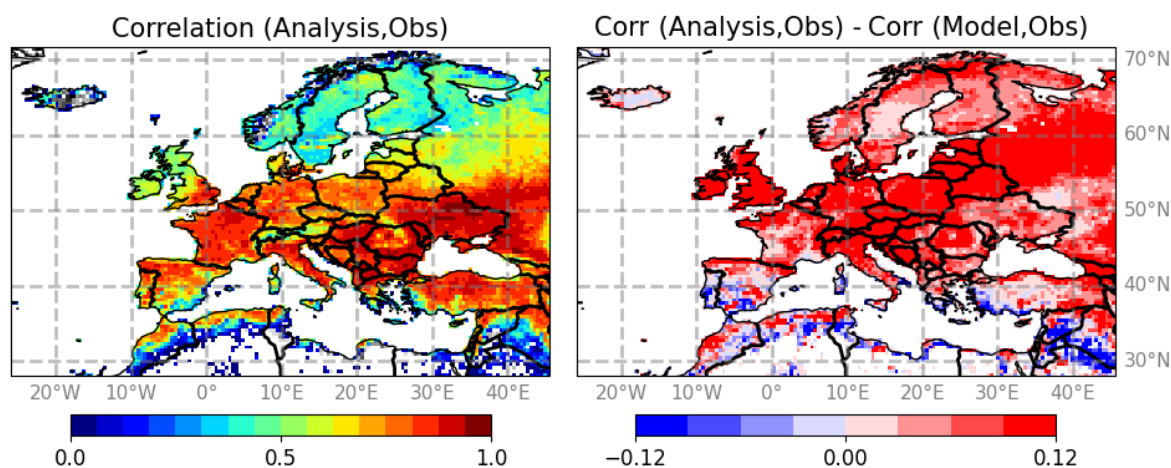 Correlation (Analysis,Obs)
Corr (Analysis,Obs) - Corr (Model,Obs)
70°N
60°N
50°N
40°N
30°N
20°W 10°W 0° 10°E 20°E 30°E 40°E
20°W 10°W 0° 10°E 20°E 30°E 40°E
0.0 0.5 1.0
−0.12 0.00 0.12